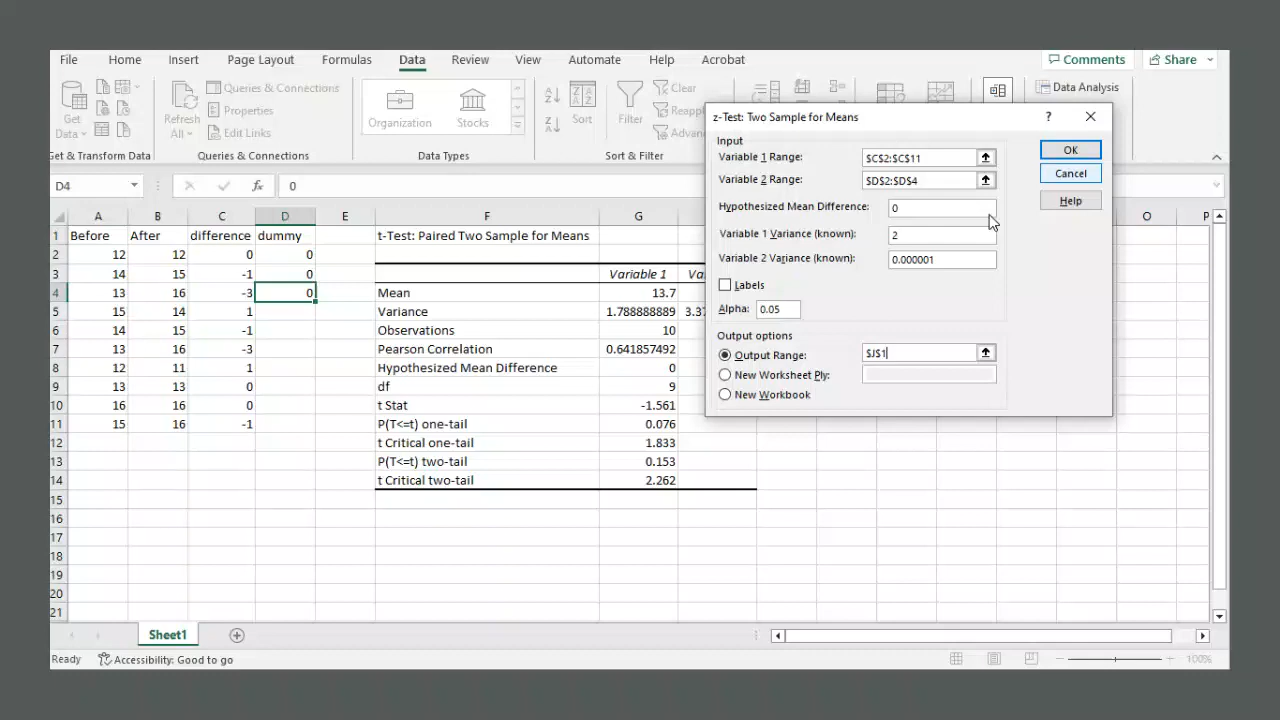 File Home Insert Page Layout Formulas Data Review View Automate Help Acrobat Comments Share
Get Data
Refresh All
Queries & Connections
Properties
Edit Links
Organization Stocks
Sort
Filter
Clear
Reapp
Advan
Data Analysis
Get & Transform Data Queries & Connections Data Types Sort & Filter
D4 fx 0
A B C D E F G O P
1 Before After difference dummy t-Test: Paired Two Sample for Means
2 12 12 0 0
3 14 15 -1 0 Variable 1 Va
4 13 16 -3 0 Mean 13.7
5 15 14 1 Variance 1.788888889 3.37
6 14 15 -1 Observations 10
7 13 16 -3 Pearson Correlation 0.641857492
8 12 11 1 Hypothesized Mean Difference 0
9 13 13 0 df 9
10 16 16 0 t Stat -1.561
11 15 16 -1 P(T<=t) one-tail 0.076
12 t Critical one-tail 1.833
13 P(T<=t) two-tail 0.153
14 t Critical two-tail 2.262
15
16
17
18
19
20
21
z-Test: Two Sample for Means ?
Input
Variable 1 Range: $C$2:$C$11
Variable 2 Range: $D$2:$D$4
Hypothesized Mean Difference: 0
Variable 1 Variance (known): 2
Variable 2 Variance (known): 0.000001
Labels
Alpha: 0.05
Output options
Output Range: $J$1
New Worksheet Ply:
New Workbook
OK
Cancel
Help
Sheet1
Ready Accessibility: Good to go 100%